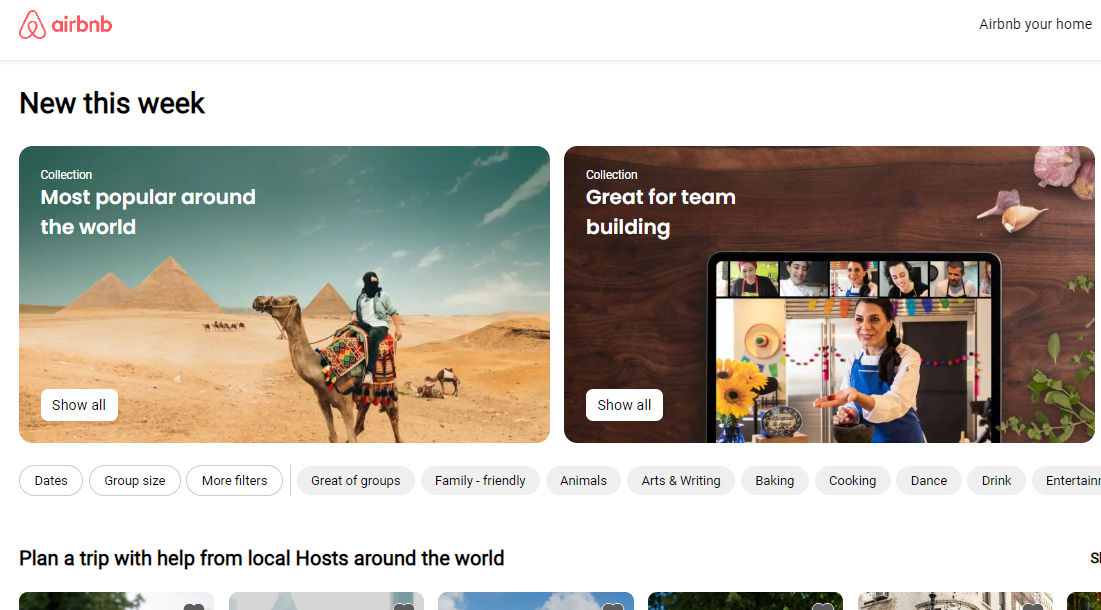 airbnb
Airbnb your home
New this week
Collection
Most popular around
the world
Show all
Collection
Great for team
building
Show all
Dates
Group size
More filters
Great of groups
Family - friendly
Animals
Arts & Writing
Baking
Cooking
Dance
Drink
Entertainm
Plan a trip with help from local Hosts around the world